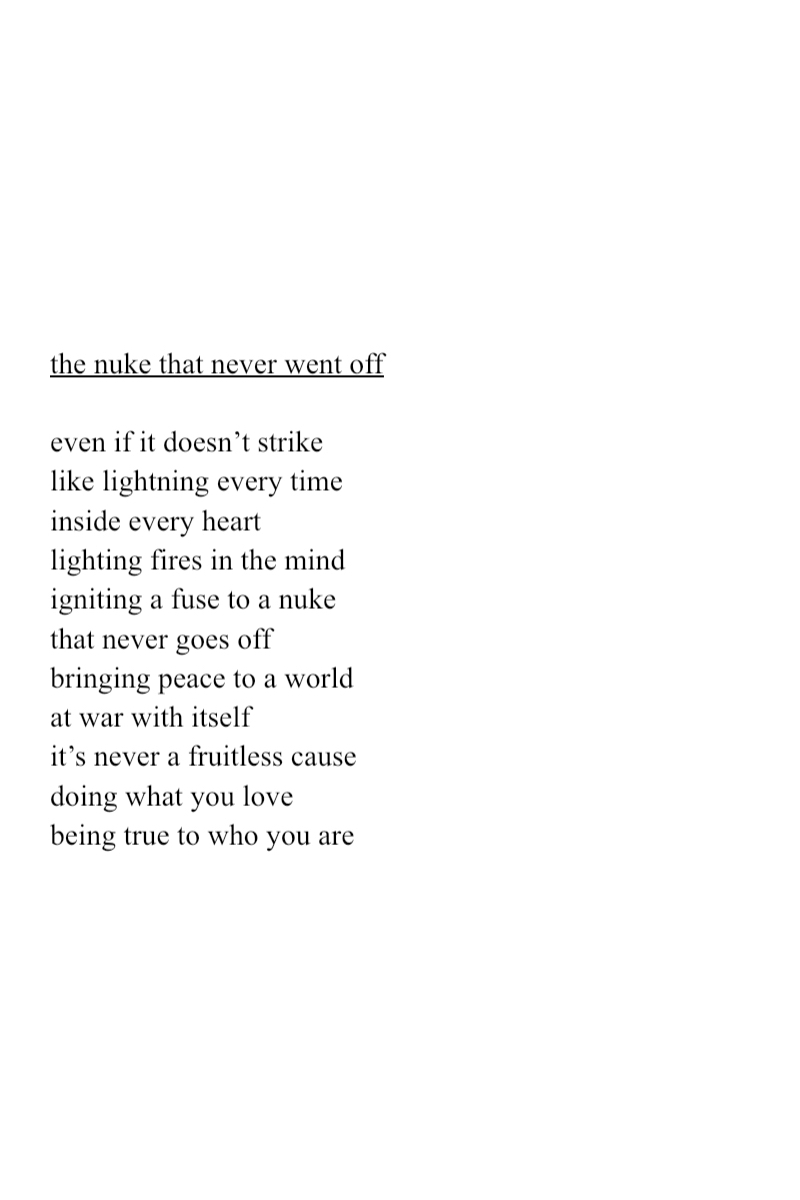 the nuke that never went off
even if it doesn’t strike
like lightning every time
inside every heart
lighting fires in the mind
igniting a fuse to a nuke
that never goes off
bringing peace to a world
at war with itself
it’s never a fruitless cause
doing what you love
being true to who you are